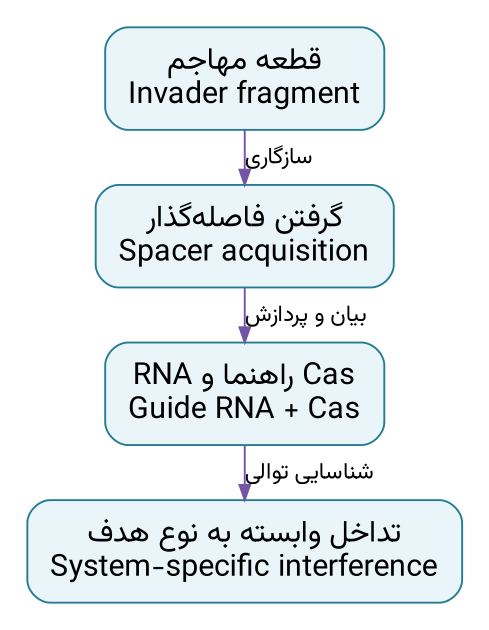 قطعه مهاجم
Invader fragment
سازگاری
گرفتن فاصله‌گذار
Spacer acquisition
بیان و پردازش
RNA راهنما و Cas
Guide RNA + Cas
شناسایی توالی
تداخل وابسته به نوع هدف
System-specific interference